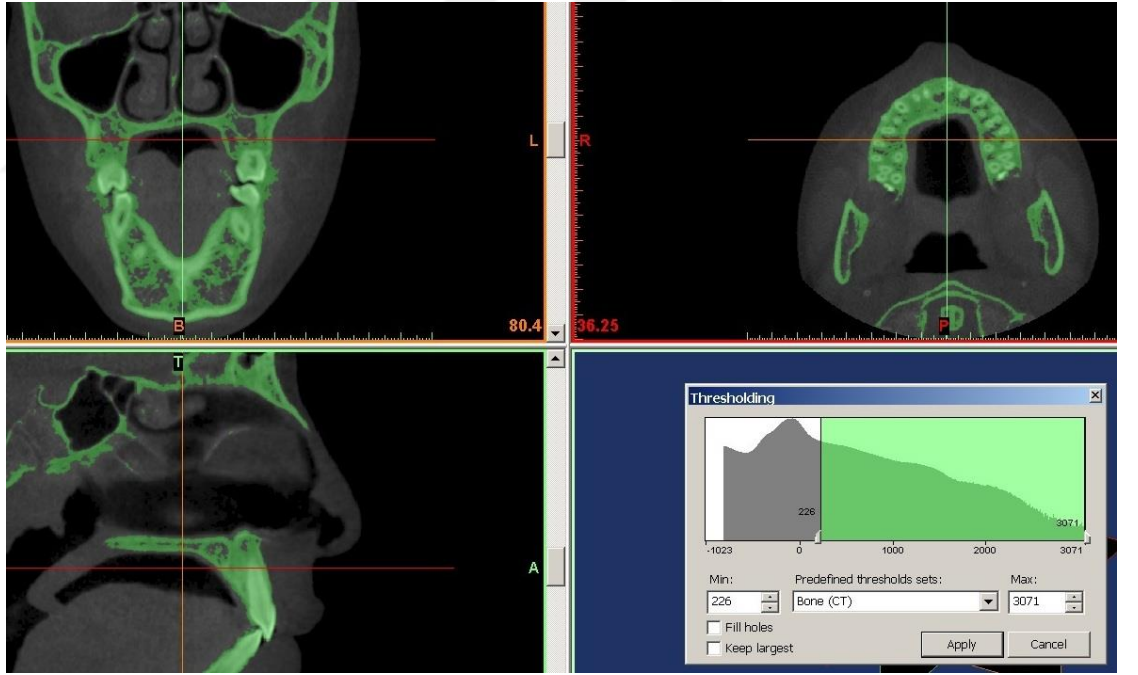 L
B
80.4
R
36.25
P
T
A
Thresholding
226
3071
-1023 0 1000 2000 3071
Min: Predefined thresholds sets: Max:
226 Bone (CT) 3071
Fill holes
Keep largest
Apply Cancel